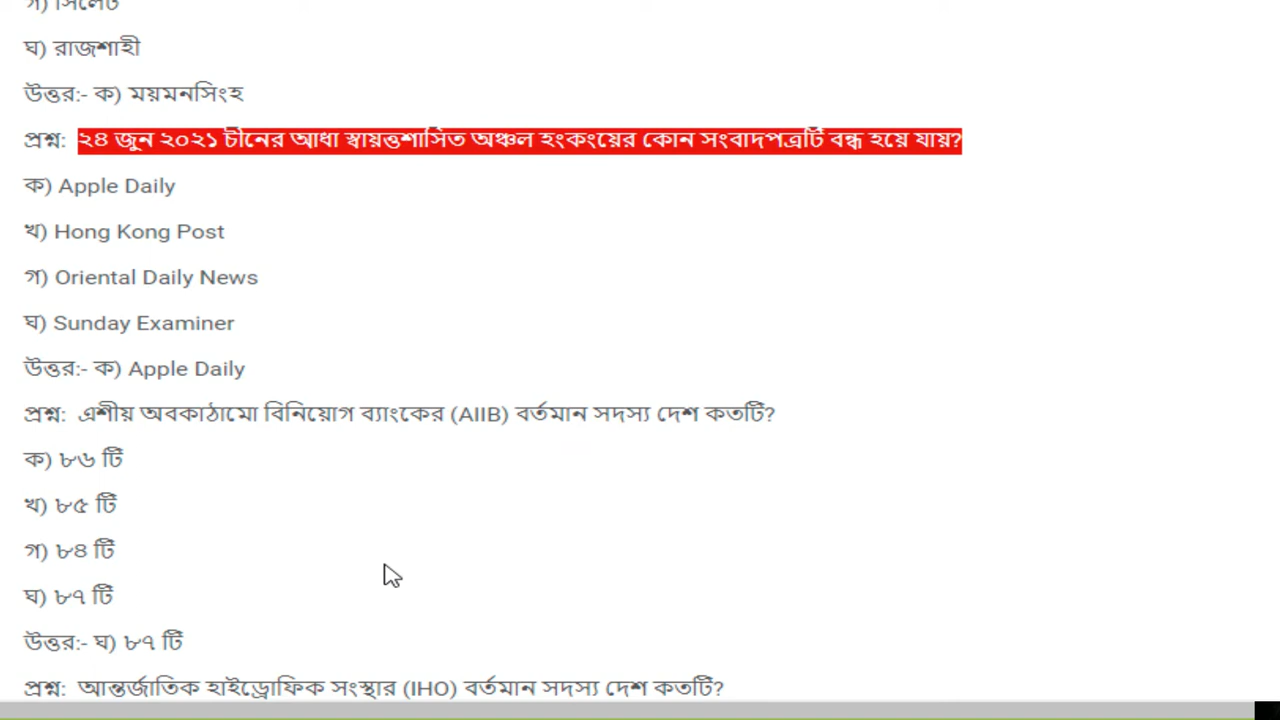 গ) সিলেট
ঘ) রাজশাহী
উত্তর:- ক) ময়মনসিংহ
প্রশ্ন: ২৪ জুন ২০২১ চীনের আধা স্বায়ত্তশাসিত অঞ্চল হংকংয়ের কোন সংবাদপত্রটি বন্ধ হয়ে যায়?
ক) Apple Daily
খ) Hong Kong Post
গ) Oriental Daily News
ঘ) Sunday Examiner
উত্তর:- ক) Apple Daily
প্রশ্ন: এশীয় অবকাঠামো বিনিয়োগ ব্যাংকের (AIIB) বর্তমান সদস্য দেশ কতটি?
ক) ৮৬ টি
খ) ৮৫ টি
গ) ৮৪ টি
ঘ) ৮৭ টি
উত্তর:- ঘ) ৮৭ টি
প্রশ্ন: আন্তর্জাতিক হাইড্রোফিক সংস্থার (IHO) বর্তমান সদস্য দেশ কতটি?